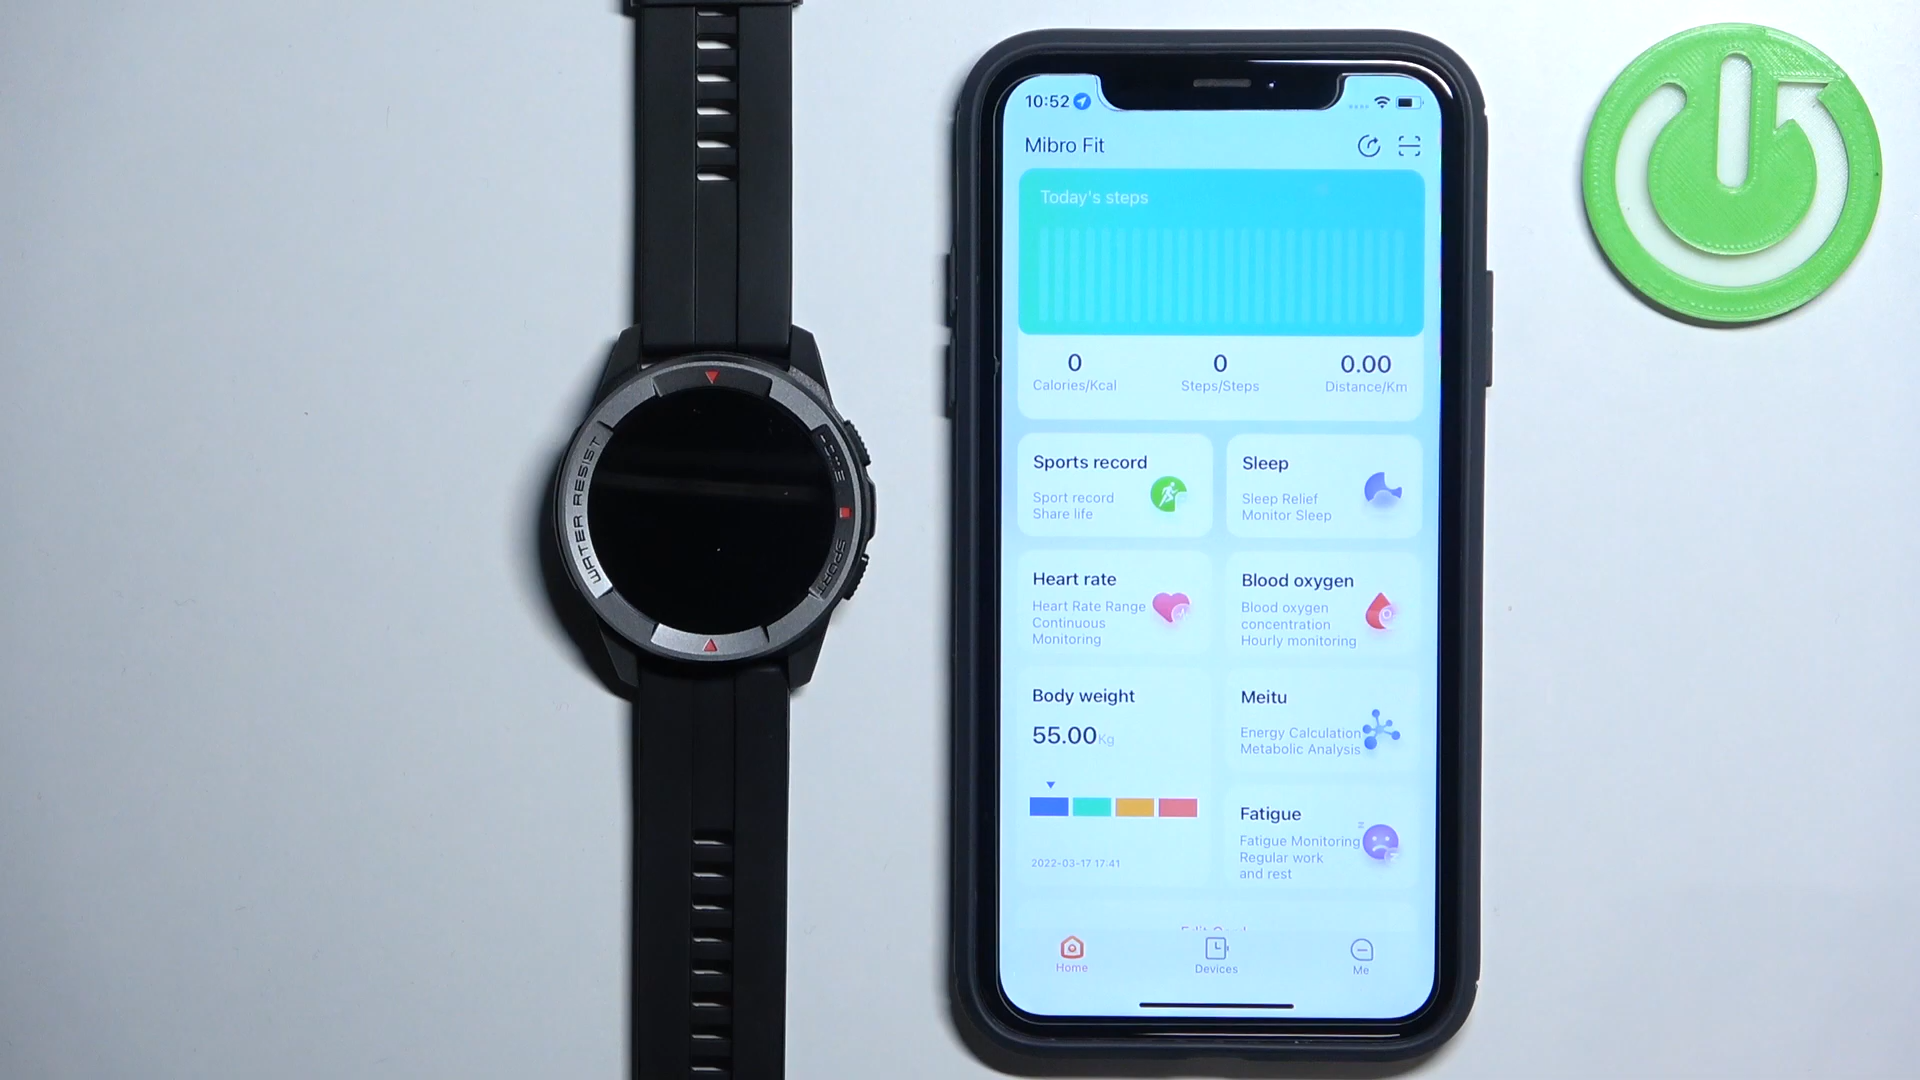 WATER RESIST
HOME
SPORT
10:52
Mibro Fit
Today's steps
0
Calories/Kcal
0
Steps/Steps
0.00
Distance/Km
Sports record
Sport record
Share life
Sleep
Sleep Relief
Monitor Sleep
Heart rate
Heart Rate Range
Continuous
Monitoring
Blood oxygen
Blood oxygen
concentration
Hourly monitoring
Body weight
55.00Kg
2022-03-17 17:41
Meitu
Energy Calculation
Metabolic Analysis
Fatigue
Fatigue Monitoring
Regular work
and rest
Home
Devices
Me